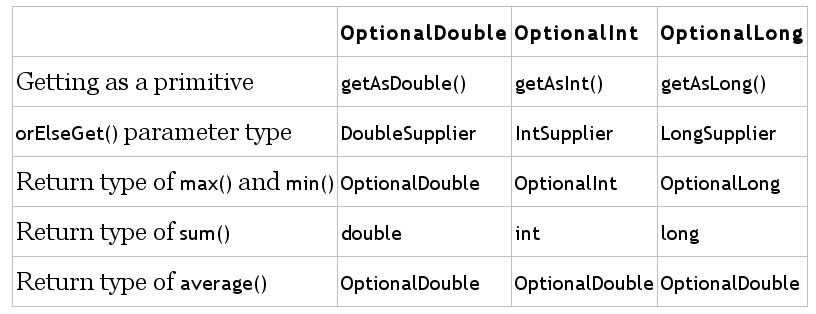 OptionalDouble OptionalInt OptionalLong
Getting as a primitive getAsDouble() getAsInt() getAsLong()
orElseGet() parameter type DoubleSupplier IntSupplier LongSupplier
Return type of max() and min() OptionalDouble OptionalInt OptionalLong
Return type of sum() double int long
Return type of average() OptionalDouble OptionalDouble OptionalDouble